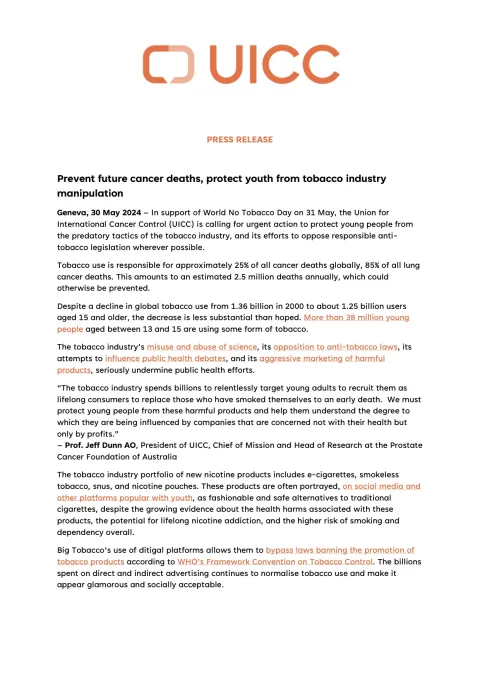 UICC
PRESS RELEASE
Prevent future cancer deaths, protect youth from tobacco industry
manipulation
Geneva, 30 May 2024 – In support of World No Tobacco Day on 31 May, the Union for
International Cancer Control (UICC) is calling for urgent action to protect young people from
the predatory tactics of the tobacco industry, and its efforts to oppose responsible anti-
tobacco legislation wherever possible.
Tobacco use is responsible for approximately 25% of all cancer deaths globally, 85% of all lung
cancer deaths. This amounts to an estimated 2.5 million deaths annually, which could
otherwise be prevented.
Despite a decline in global tobacco use from 1.36 billion in 2000 to about 1.25 billion users
aged 15 and older, the decrease is less substantial than hoped. More than 38 million young
people aged between 13 and 15 are using some form of tobacco.
The tobacco industry's misuse and abuse of science, its opposition to anti-tobacco laws, its
attempts to influence public health debates, and its aggressive marketing of harmful
products, seriously undermine public health efforts.
“The tobacco industry spends billions to relentlessly target young adults to recruit them as
lifelong consumers to replace those who have smoked themselves to an early death.  We must
protect young people from these harmful products and help them understand the degree to
which they are being influenced by companies that are concerned not with their health but
only by profits.”
– Prof. Jeff Dunn AO, President of UICC, Chief of Mission and Head of Research at the Prostate
Cancer Foundation of Australia
The tobacco industry portfolio of new nicotine products includes e-cigarettes, smokeless
tobacco, snus, and nicotine pouches. These products are often portrayed, on social media and
other platforms popular with youth, as fashionable and safe alternatives to traditional
cigarettes, despite the growing evidence about the health harms associated with these
products, the potential for lifelong nicotine addiction, and the higher risk of smoking and
dependency overall.
Big Tobacco's use of ditigal platforms allows them to bypass laws banning the promotion of
tobacco products according to WHO's Framework Convention on Tobacco Control. The billions
spent on direct and indirect advertising continues to normalise tobacco use and make it
appear glamorous and socially acceptable.